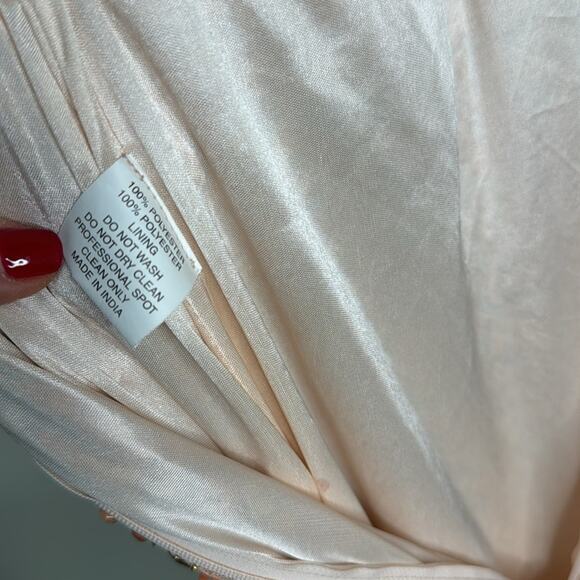 100% POLYESTER
LINING
100% POLYESTER
DO NOT WASH
DO NOT DRY CLEAN
PROFESSIONAL SPOT
CLEAN ONLY
MADE IN INDIA